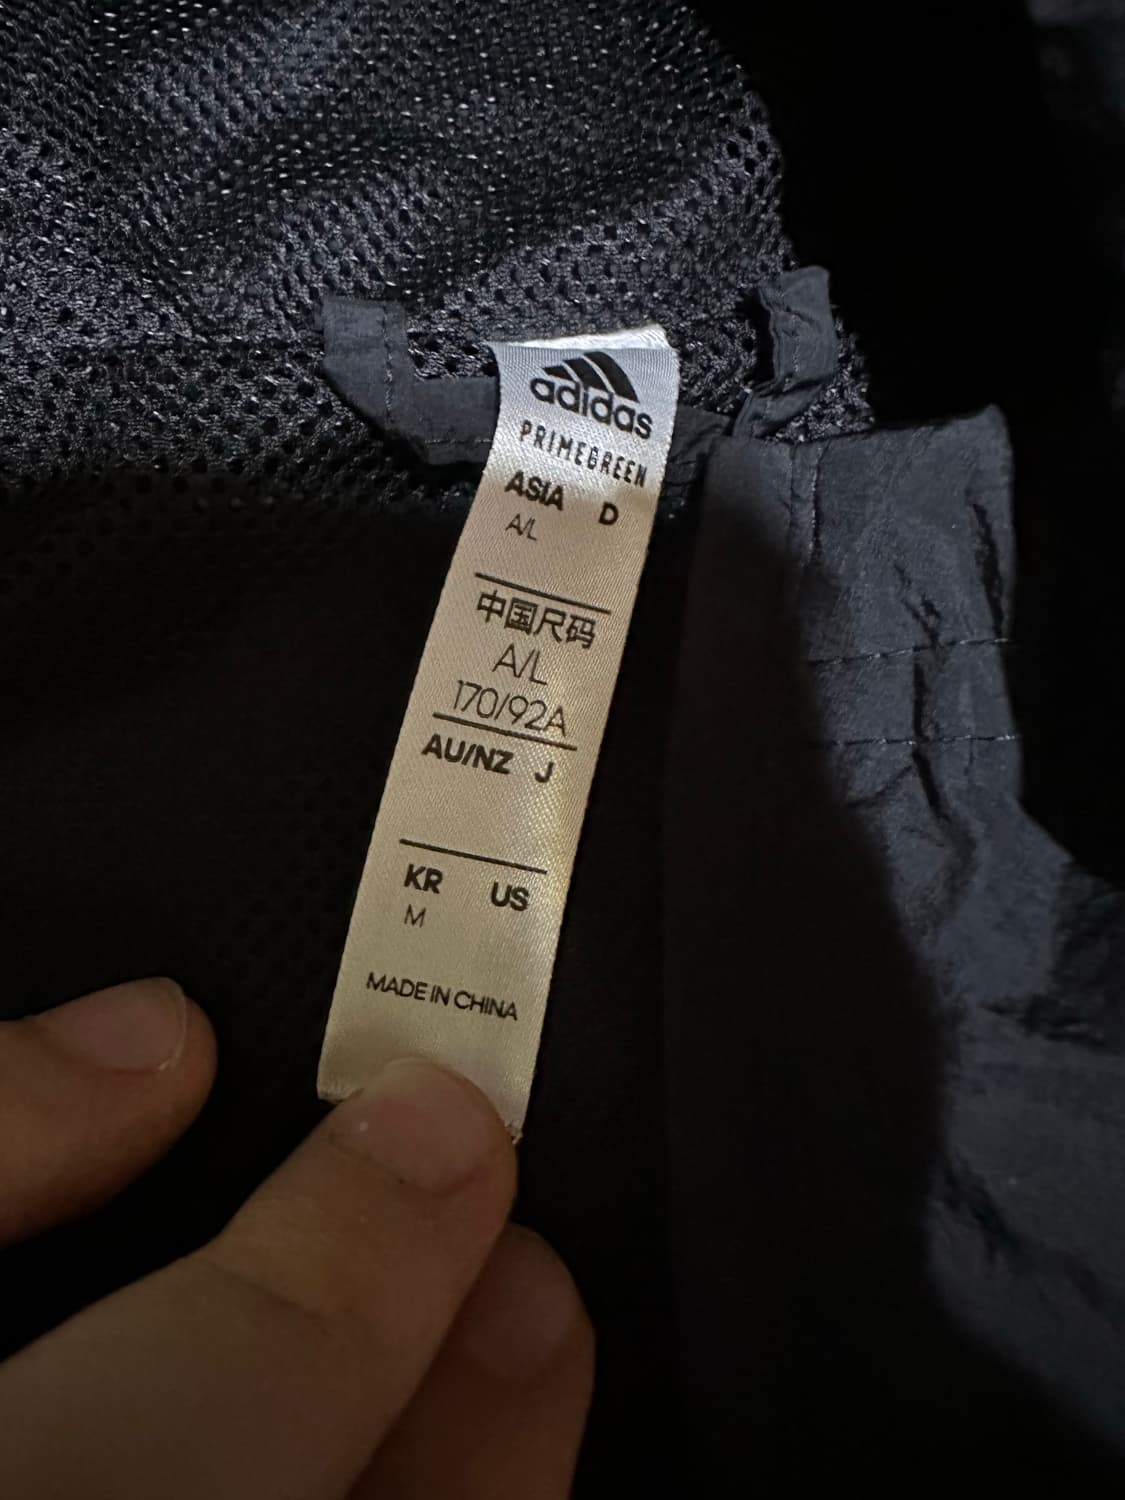 adidas
PRIMEGREEN
ASIA D
A/L
中国尺码
A/L
170/92A
AU/NZ J
KR US
M
MADE IN CHINA